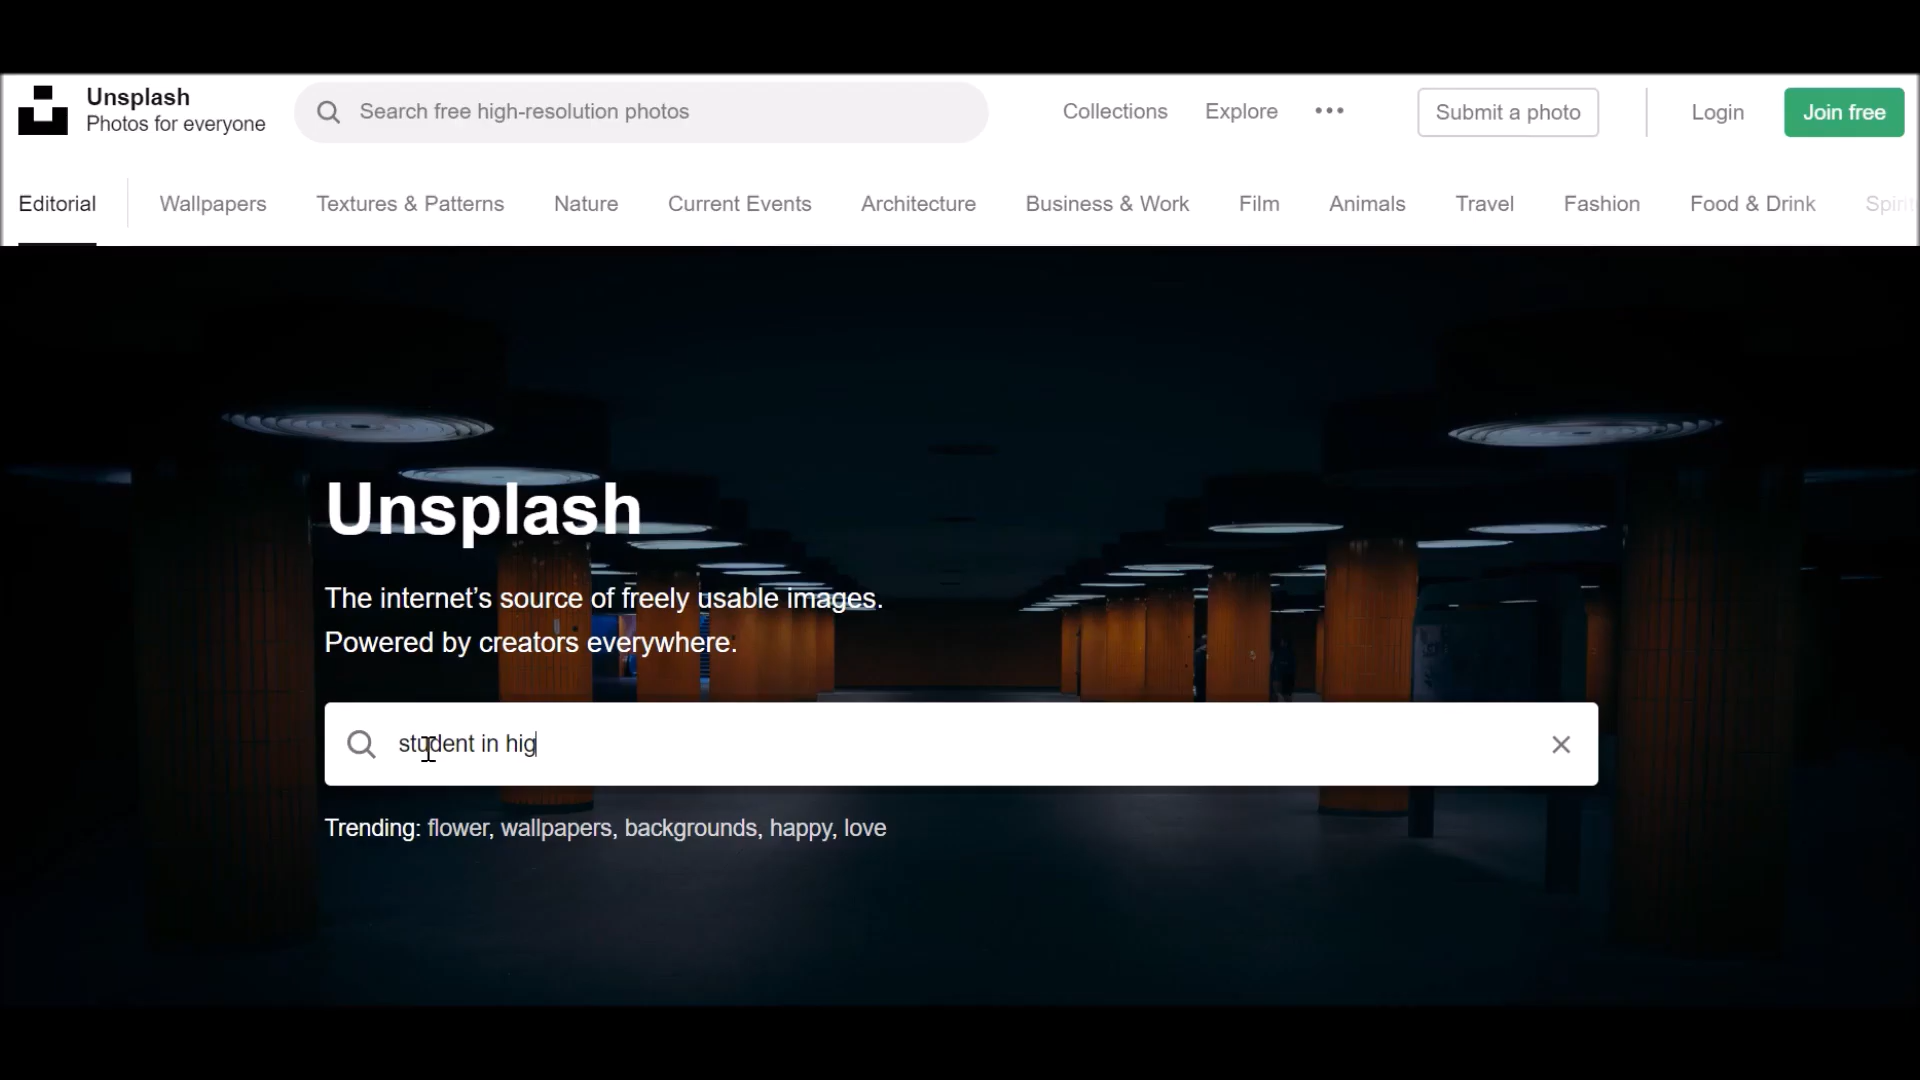 Unsplash
Photos for everyone
Search free high-resolution photos
Collections
Explore
Submit a photo
Login
Join free
Editorial
Wallpapers
Textures & Patterns
Nature
Current Events
Architecture
Business & Work
Film
Animals
Travel
Fashion
Food & Drink
Unsplash
The internet’s source of freely usable images.
Powered by creators everywhere.
student in hig
Trending: flower, wallpapers, backgrounds, happy, love